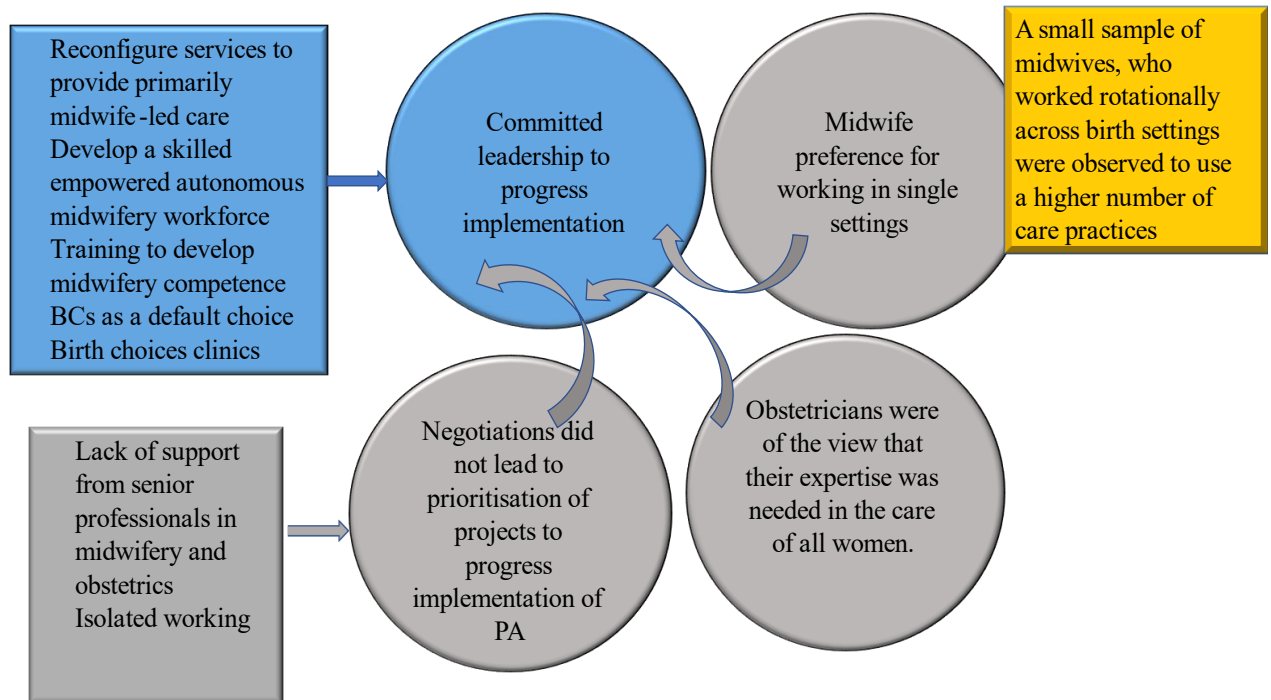 Reconfigure services to
provide primarily
midwife-led care
Develop a skilled
empowered autonomous
midwifery workforce
Training to develop
midwifery competence
BCs as a default choice
Birth choices clinics
Committed
leadership to
progress
implementation
Midwife
preference for
working in single
settings
A small sample of
midwives, who
worked rotationally
across birth settings
were observed to use
a higher number of
care practices
Lack of support
from senior
professionals in
midwifery and
obstetrics
Isolated working
Negotiations did
not lead to
prioritisation of
projects to
progress
implementation of
PA
Obstetricians were
of the view that
their expertise was
needed in the care
of all women.